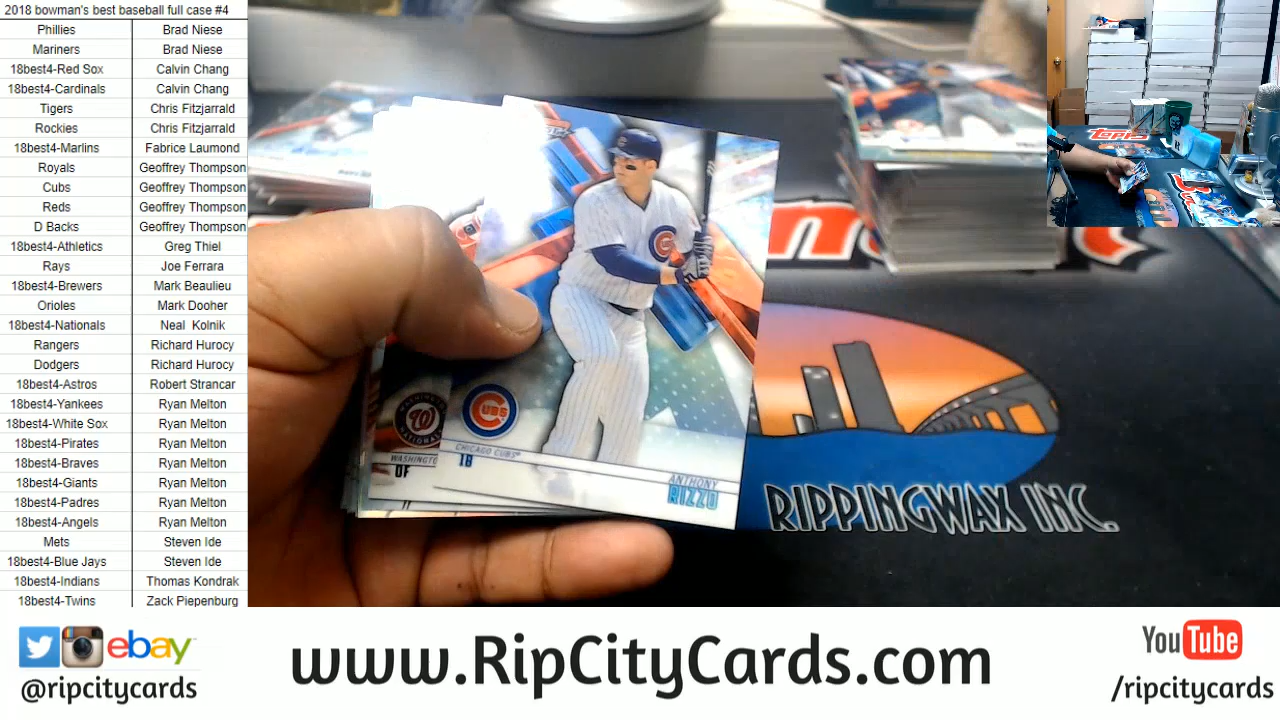 2018 bowman's best baseball full case #4
Phillies Brad Niese
Mariners Brad Niese
18best4-Red Sox Calvin Chang
18best4-Cardinals Calvin Chang
Tigers Chris Fitzjarrald
Rockies Chris Fitzjarrald
18best4-Marlins Fabrice Laumond
Royals Geoffrey Thompson
Cubs Geoffrey Thompson
Reds Geoffrey Thompson
D Backs Geoffrey Thompson
18best4-Athletics Greg Thiel
Rays Joe Ferrara
18best4-Brewers Mark Beaulieu
Orioles Mark Dooher
18best4-Nationals Neal Kolnik
Rangers Richard Hurocy
Dodgers Richard Hurocy
18best4-Astros Robert Strancar
18best4-Yankees Ryan Melton
18best4-White Sox Ryan Melton
18best4-Pirates Ryan Melton
18best4-Braves Ryan Melton
18best4-Giants Ryan Melton
18best4-Padres Ryan Melton
18best4-Angels Ryan Melton
Mets Steven Ide
18best4-Blue Jays Steven Ide
18best4-Indians Thomas Kondrak
18best4-Twins Zack Piepenburg
Topps
CUBS
W
WASHINGTO
OF
CHICAGO CUBS
1B
ANTHONY
RIZZO
RIPPINGWAX INC.
ebay
@ripcitycards
www.RipCityCards.com
YouTube
/ripcitycards